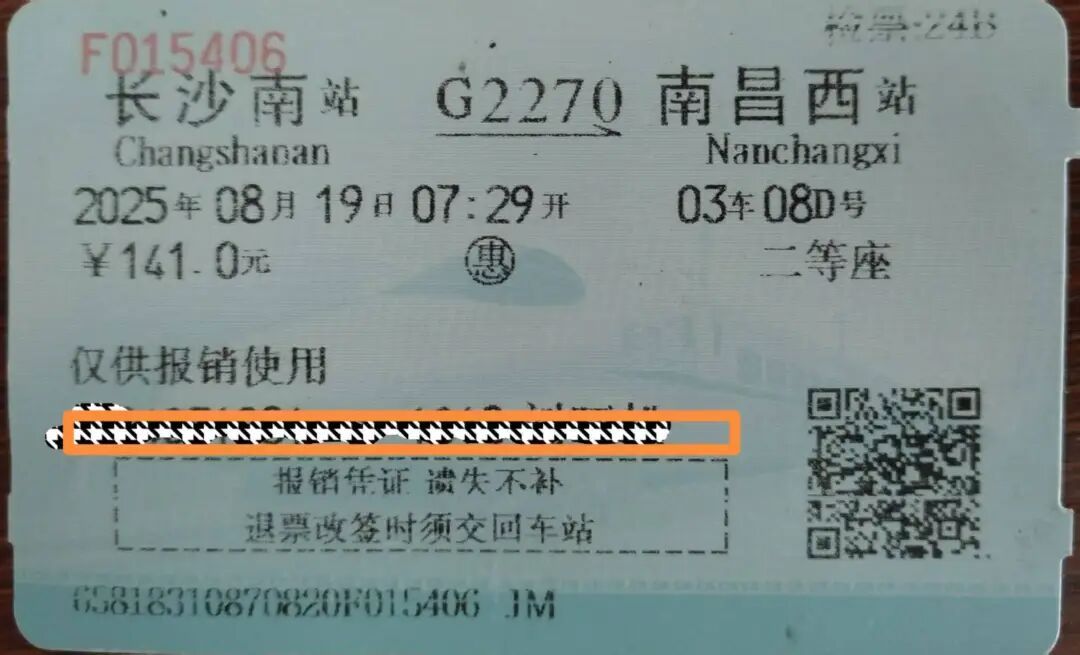 检票:24B
F015406
长沙南站 G2270 南昌西站
Changshanan Nanchangxi
2025年08月19日07:29开 03车08D号
￥141.0元 惠 二等座
仅供报销使用
报销凭证 遗失不补
退票改签时须交回车站
65818310870820F015406 JM